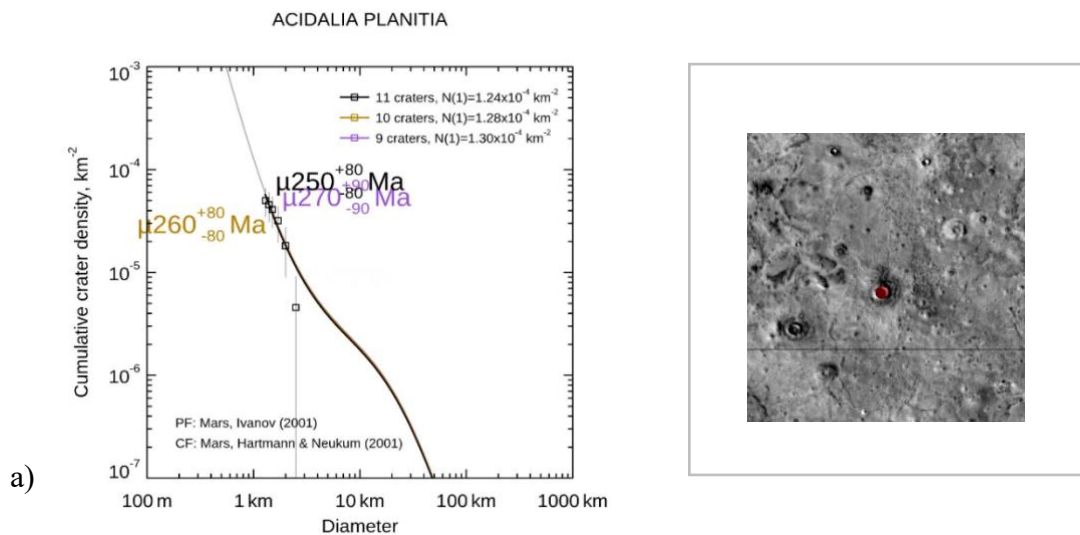 ACIDALIA PLANITIA
10⁻³
10⁻⁴
10⁻⁵
10⁻⁶
10⁻⁷
Cumulative crater density, km⁻²
11 craters, N(1)=1.24x10⁻⁴ km⁻²
10 craters, N(1)=1.28x10⁻⁴ km⁻²
9 craters, N(1)=1.30x10⁻⁴ km⁻²
μ250 +80 -80 Ma
μ270 +90 -90 Ma
μ260 +80 -80 Ma
PF: Mars, Ivanov (2001)
CF: Mars, Hartmann & Neukum (2001)
a)
100 m 1 km 10 km 100 km 1000 km
Diameter